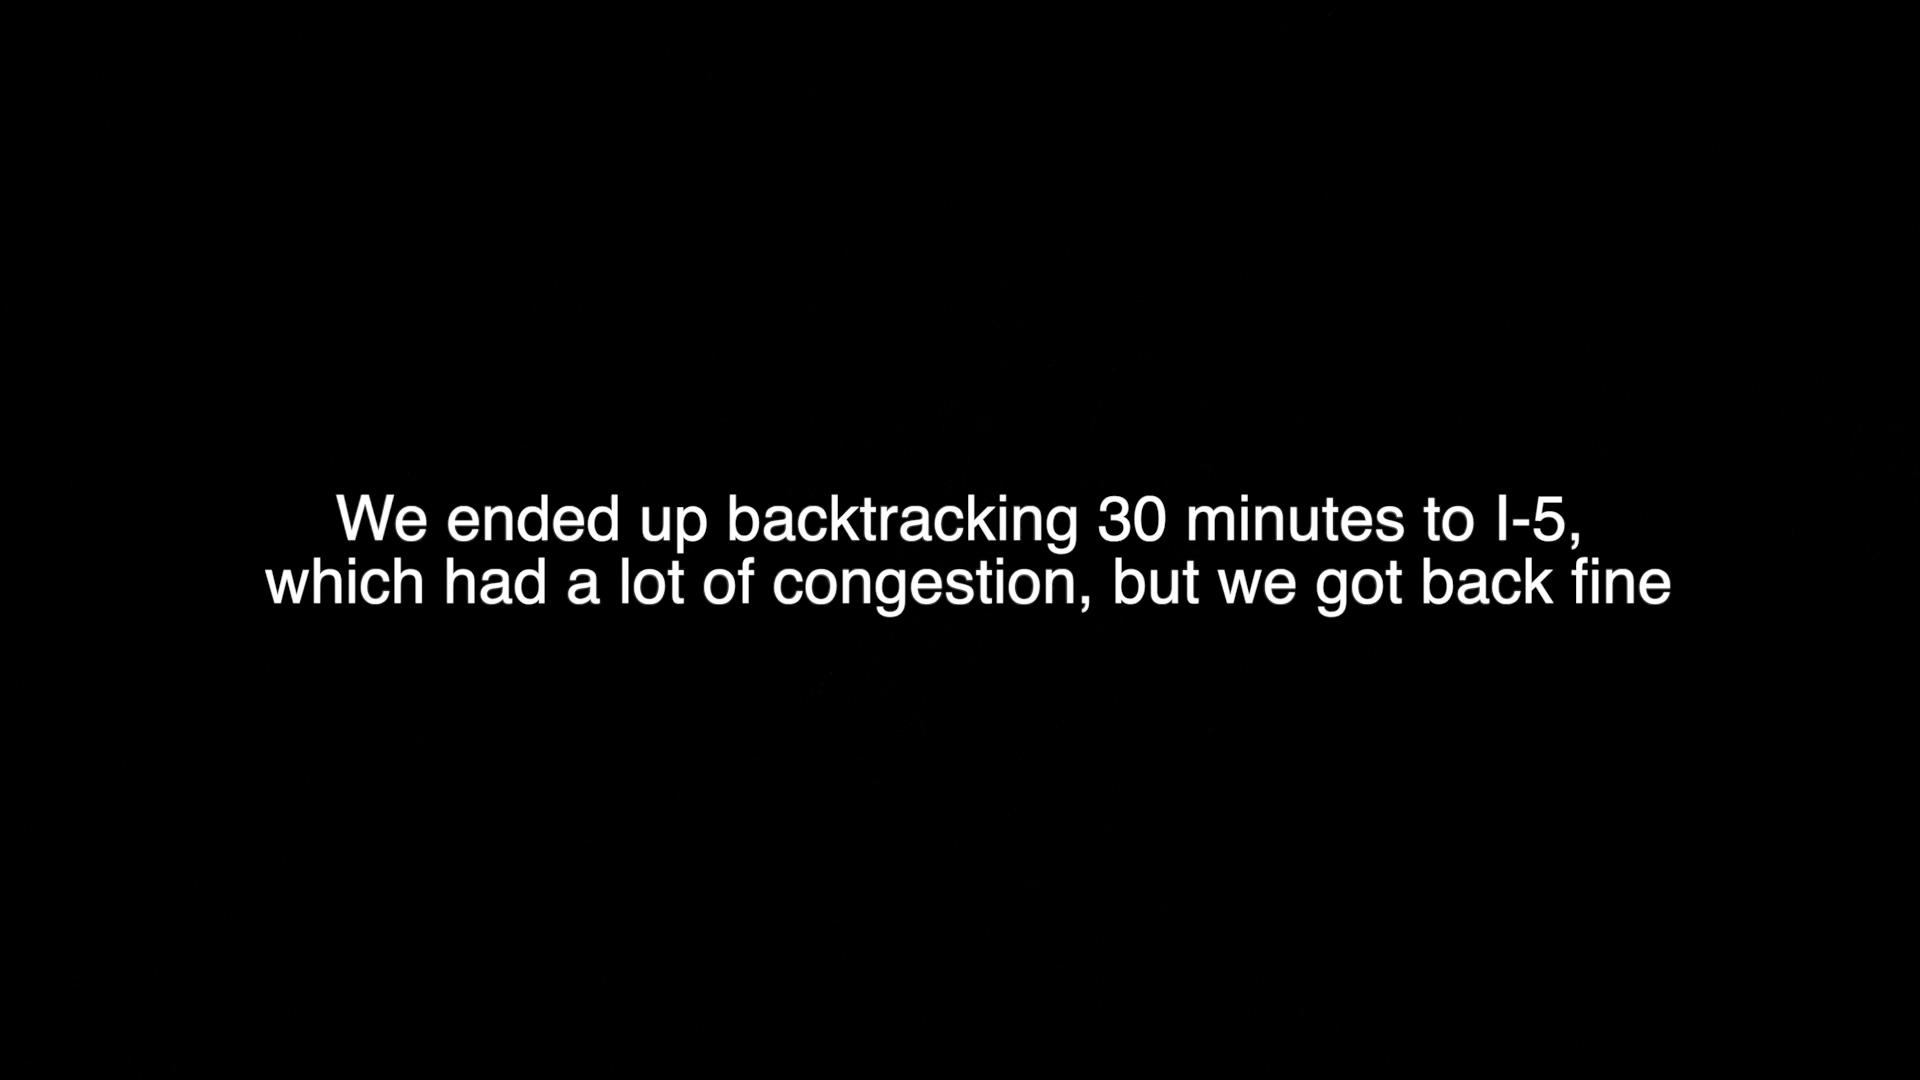 We ended up backtracking 30 minutes to I-5,
which had a lot of congestion, but we got back fine